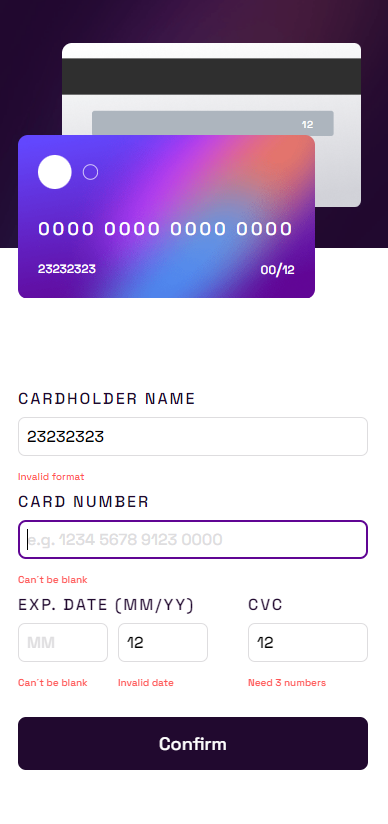 12
0000 0000 0000 0000
23232323 00/12
CARDHOLDER NAME
23232323
Invalid format
CARD NUMBER
e.g. 1234 5678 9123 0000
Can´t be blank
EXP. DATE (MM/YY) CVC
MM 12 12
Can´t be blank Invalid date Need 3 numbers
Confirm